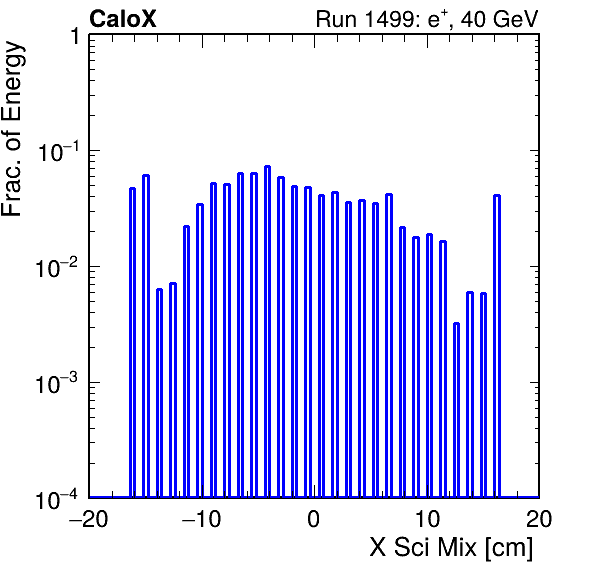 CaloX
Run 1499: e⁺, 40 GeV
Frac. of Energy
1
10⁻¹
10⁻²
10⁻³
10⁻⁴
−20 −10 0 10 20
X Sci Mix [cm]